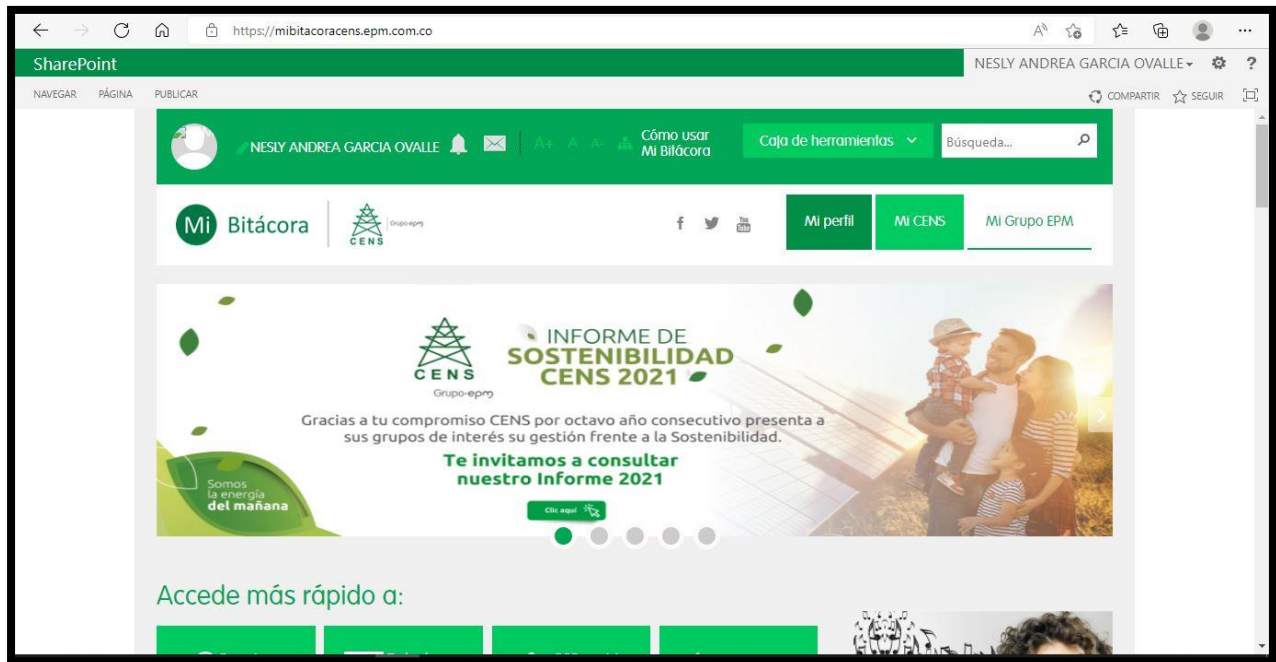 https://mibitacoracens.epm.com.co
SharePoint
NESLY ANDREA GARCIA OVALLE
?
NAVEGAR PÁGINA PUBLICAR
COMPARTIR SEGUIR
NESLY ANDREA GARCIA OVALLE
A+ A A-
Cómo usar
Mi Bitácora
Caja de herramientas
Búsqueda...
Mi Bitácora
CENS
Grupo-epm
f
You
Tube
Mi perfil
Mi CENS
Mi Grupo EPM
CENS
Grupo-epm
INFORME DE
SOSTENIBILIDAD
CENS 2021
Gracias a tu compromiso CENS por octavo año consecutivo presenta a
sus grupos de interés su gestión frente a la Sostenibilidad.
Te invitamos a consultar
nuestro Informe 2021
Clic aquí
Somos
la energía
del mañana
Accede más rápido a: